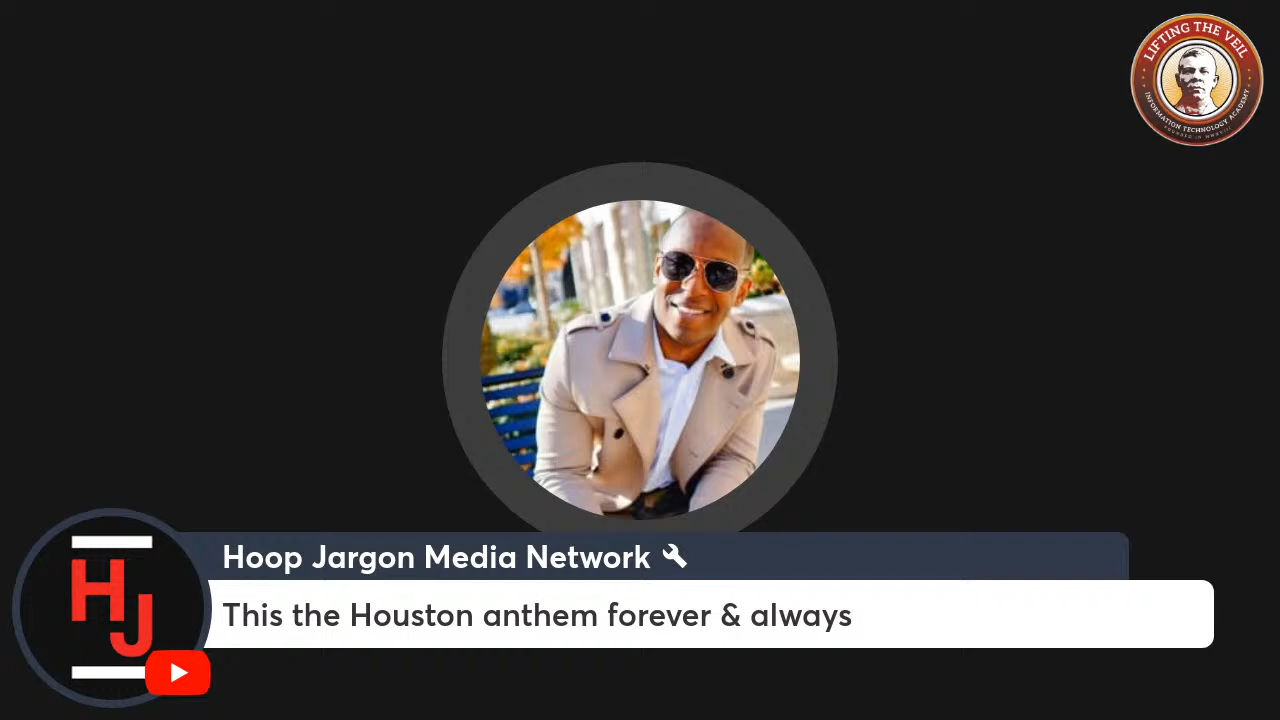 LIFTING THE VEIL
INFORMATION TECHNOLOGY ACADEMY
Hoop Jargon Media Network
HJ
This the Houston anthem forever & always